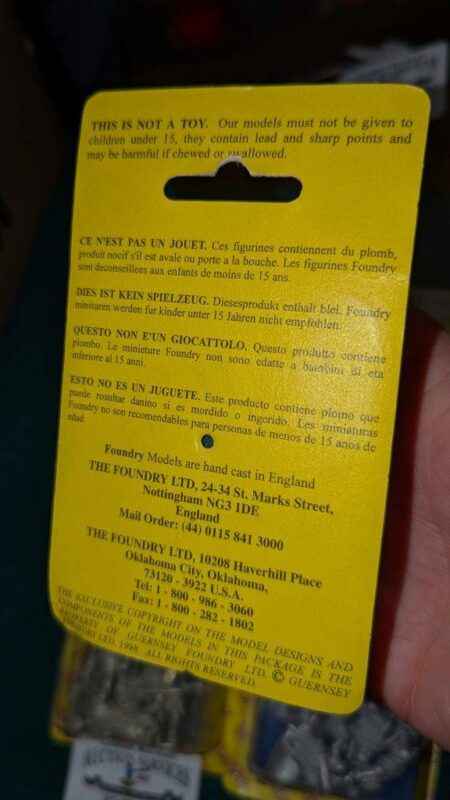 THIS IS NOT A TOY. Our models must not be given to
children under 15, they contain lead and sharp points and
may be harmful if chewed or swallowed.
CE N'EST PAS UN JOUET. Ces figurines contiennent du plomb,
produit nocif s'il est avale ou porte a la bouche. Les figurines Foundry
sont deconseillees aux enfants de moins de 15 ans.
DIES IST KEIN SPIELZEUG. Diesesprodukt enthalt blei. Foundry
minituren werden fur kinder unter 15 Jahren nicht empfohlen.
QUESTO NON E'UN GIOCATTOLO. Questo produtto contiene
piombo. Le miniature Foundry non sono edatte a bambini di eta
inferiore al 15 anni.
ESTO NO ES UN JUGUETE. Este producto contiene plomo que
puede resultar danino si es mordido o ingerido. Les miniaturas
Foundry no son recomendables para personas de menos de 15 anos de
edad.
Foundry Models are hand cast in England
THE FOUNDRY LTD, 24-34 St. Marks Street,
Nottingham NG3 1DE
England
Mail Order: (44) 0115 841 3000
THE FOUNDRY LTD, 10208 Haverhill Place
Oklahoma City, Oklahoma,
73120 - 3922 U.S.A.
Tel: 1 - 800 - 986 - 3060
Fax: 1 - 800 - 282 - 1802
THE EXCLUSIVE COPYRIGHT ON THE MODEL DESIGNS AND
COMPONENTS OF THE MODELS IN THIS PACKAGE IS THE
PROPERTY OF GUERNSEY FOUNDRY LTD. © GUERNSEY
FOUNDRY LTD, 1998. ALL RIGHTS RESERVED.